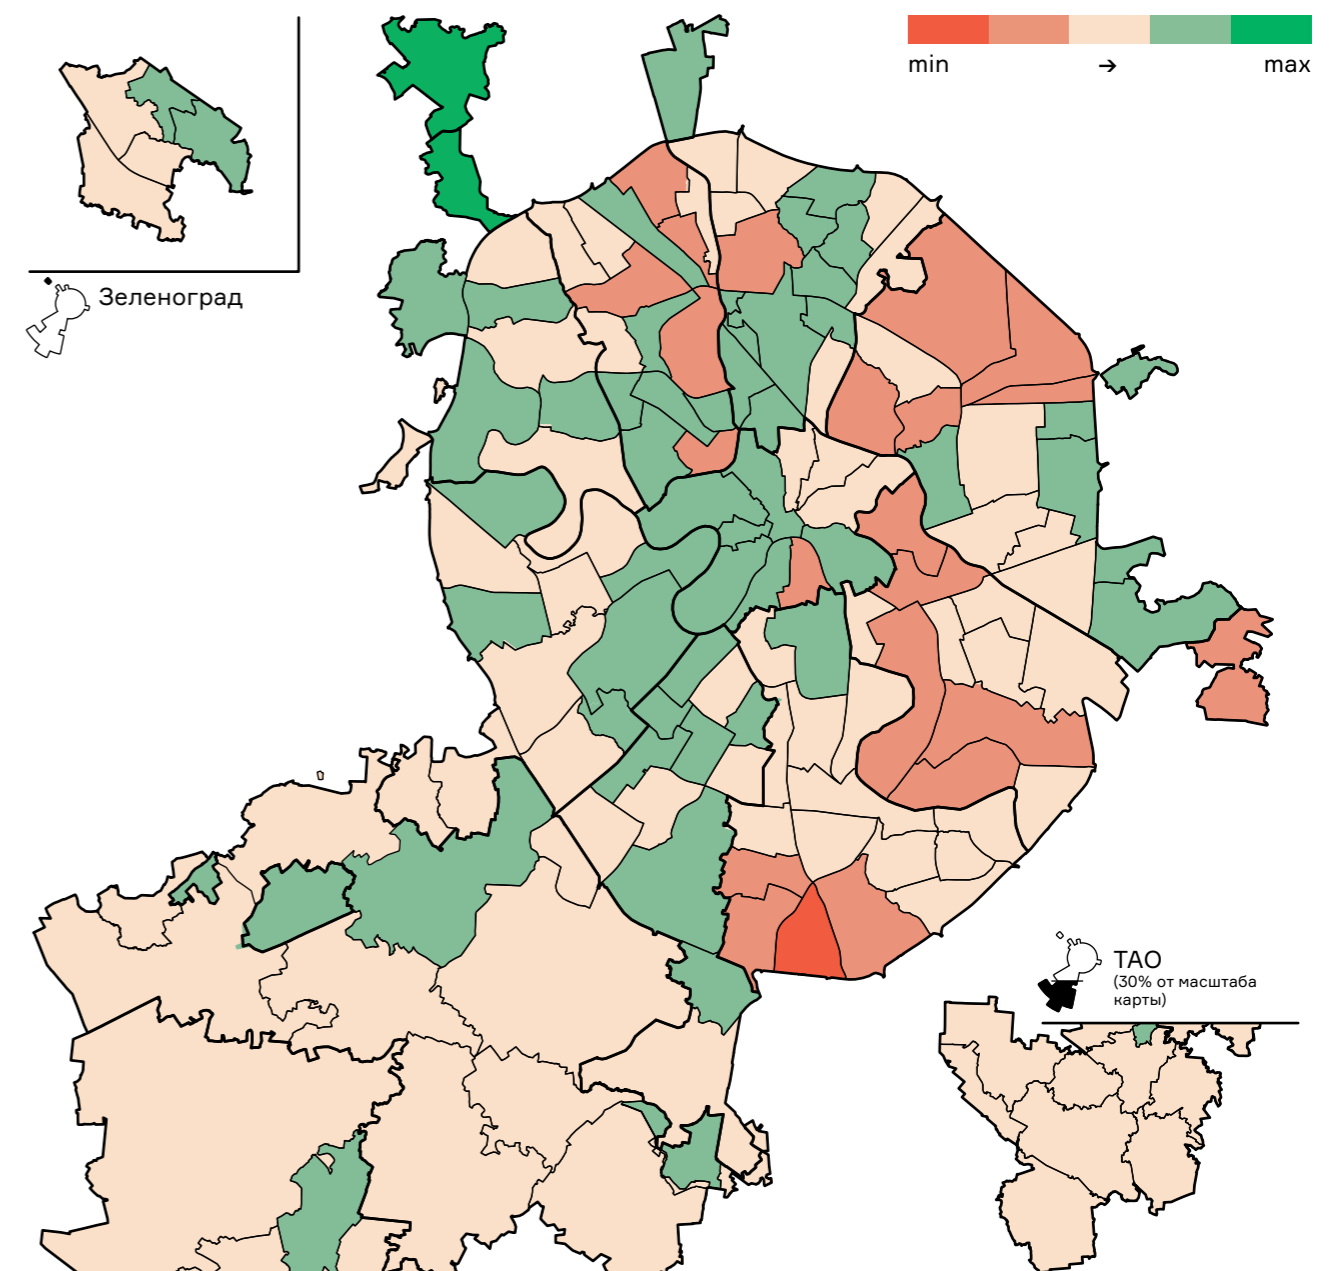 min → max
Зеленоград
ТАО
(30% от масштаба
карты)